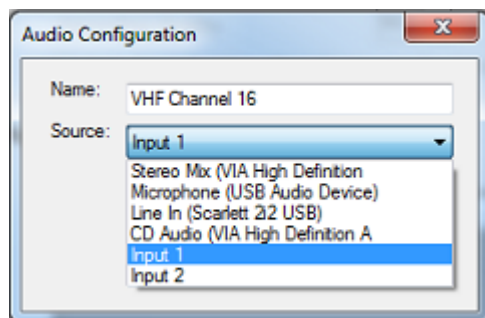 Audio Configuration
Name:
VHF Channel 16
Source:
Input 1
Stereo Mix (VIA High Definition
Microphone (USB Audio Device)
Line In (Scarlett 2i2 USB)
CD Audio (VIA High Definition A
Input 1
Input 2